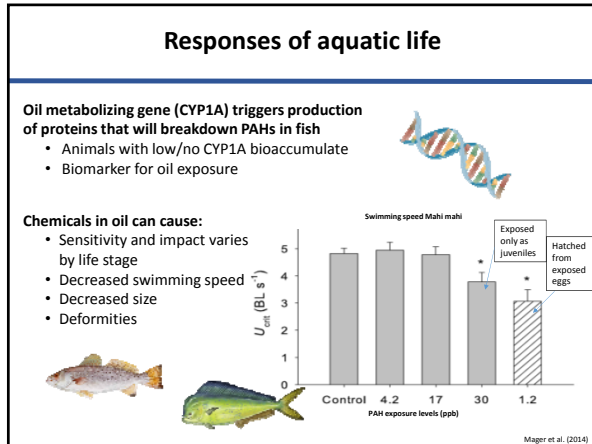 Responses of aquatic life
Oil metabolizing gene (CYP1A) triggers production
of proteins that will breakdown PAHs in fish
• Animals with low/no CYP1A bioaccumulate
• Biomarker for oil exposure
Chemicals in oil can cause:
• Sensitivity and impact varies
by life stage
• Decreased swimming speed
• Decreased size
• Deformities
Swimming speed Mahi mahi
Exposed
only as
juveniles
Hatched
from
exposed
eggs
U crit (BL s-1)
5
4
3
2
1
0
*
*
Control 4.2 17 30 1.2
PAH exposure levels (ppb)
Mager et al. (2014)